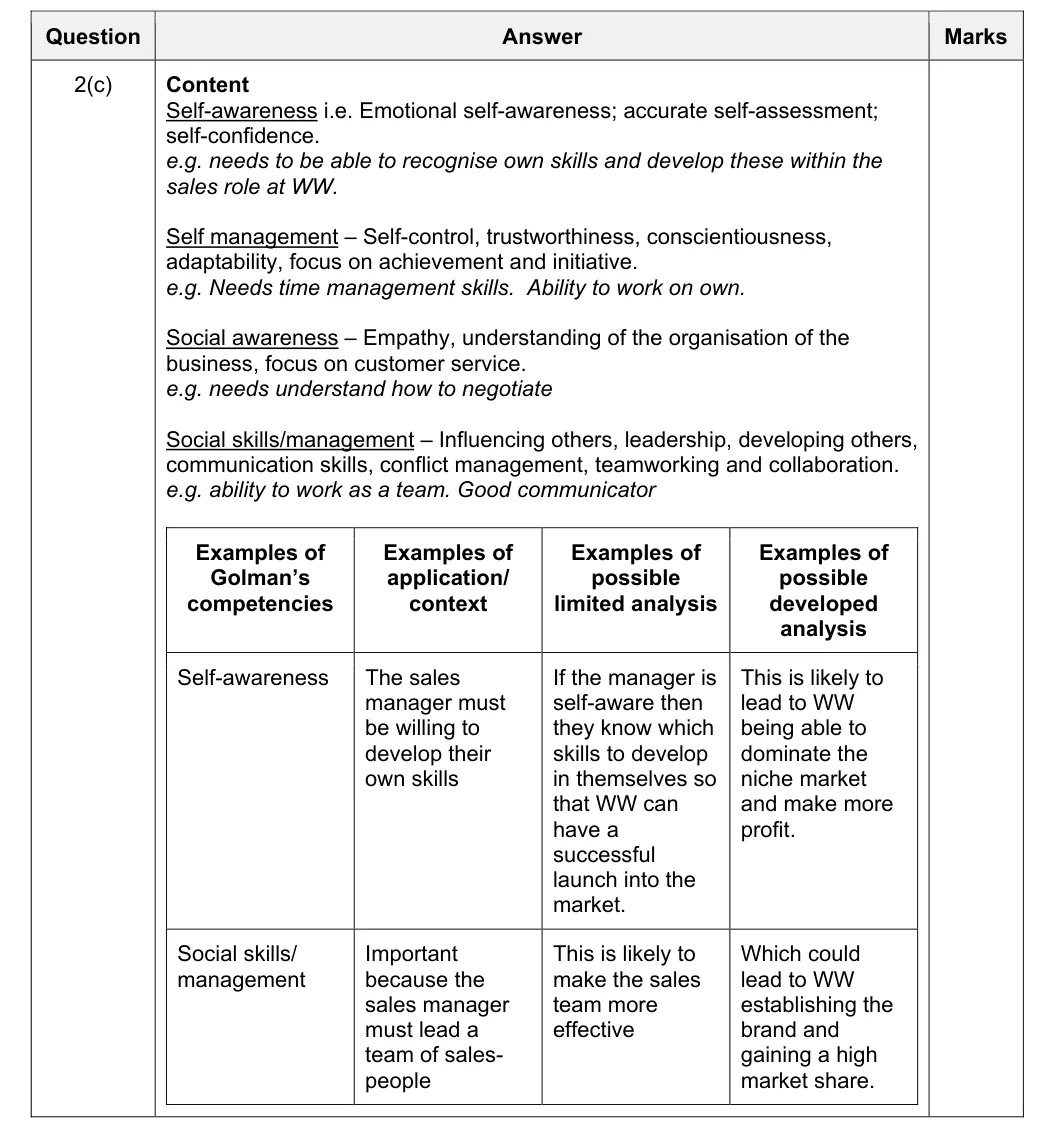 Question Answer Marks
2(c)
Content
Self-awareness i.e. Emotional self-awareness; accurate self-assessment;
self-confidence.
e.g. needs to be able to recognise own skills and develop these within the
sales role at WW.
Self management – Self-control, trustworthiness, conscientiousness,
adaptability, focus on achievement and initiative.
e.g. Needs time management skills.  Ability to work on own.
Social awareness – Empathy, understanding of the organisation of the
business, focus on customer service.
e.g. needs understand how to negotiate
Social skills/management – Influencing others, leadership, developing others,
communication skills, conflict management, teamworking and collaboration.
e.g. ability to work as a team. Good communicator
Examples of
Golman’s
competencies
Examples of
application/
context
Examples of
possible
limited analysis
Examples of
possible
developed
analysis
Self-awareness
The sales
manager must
be willing to
develop their
own skills
If the manager is
self-aware then
they know which
skills to develop
in themselves so
that WW can
have a
successful
launch into the
market.
This is likely to
lead to WW
being able to
dominate the
niche market
and make more
profit.
Social skills/
management
Important
because the
sales manager
must lead a
team of sales-
people
This is likely to
make the sales
team more
effective
Which could
lead to WW
establishing the
brand and
gaining a high
market share.